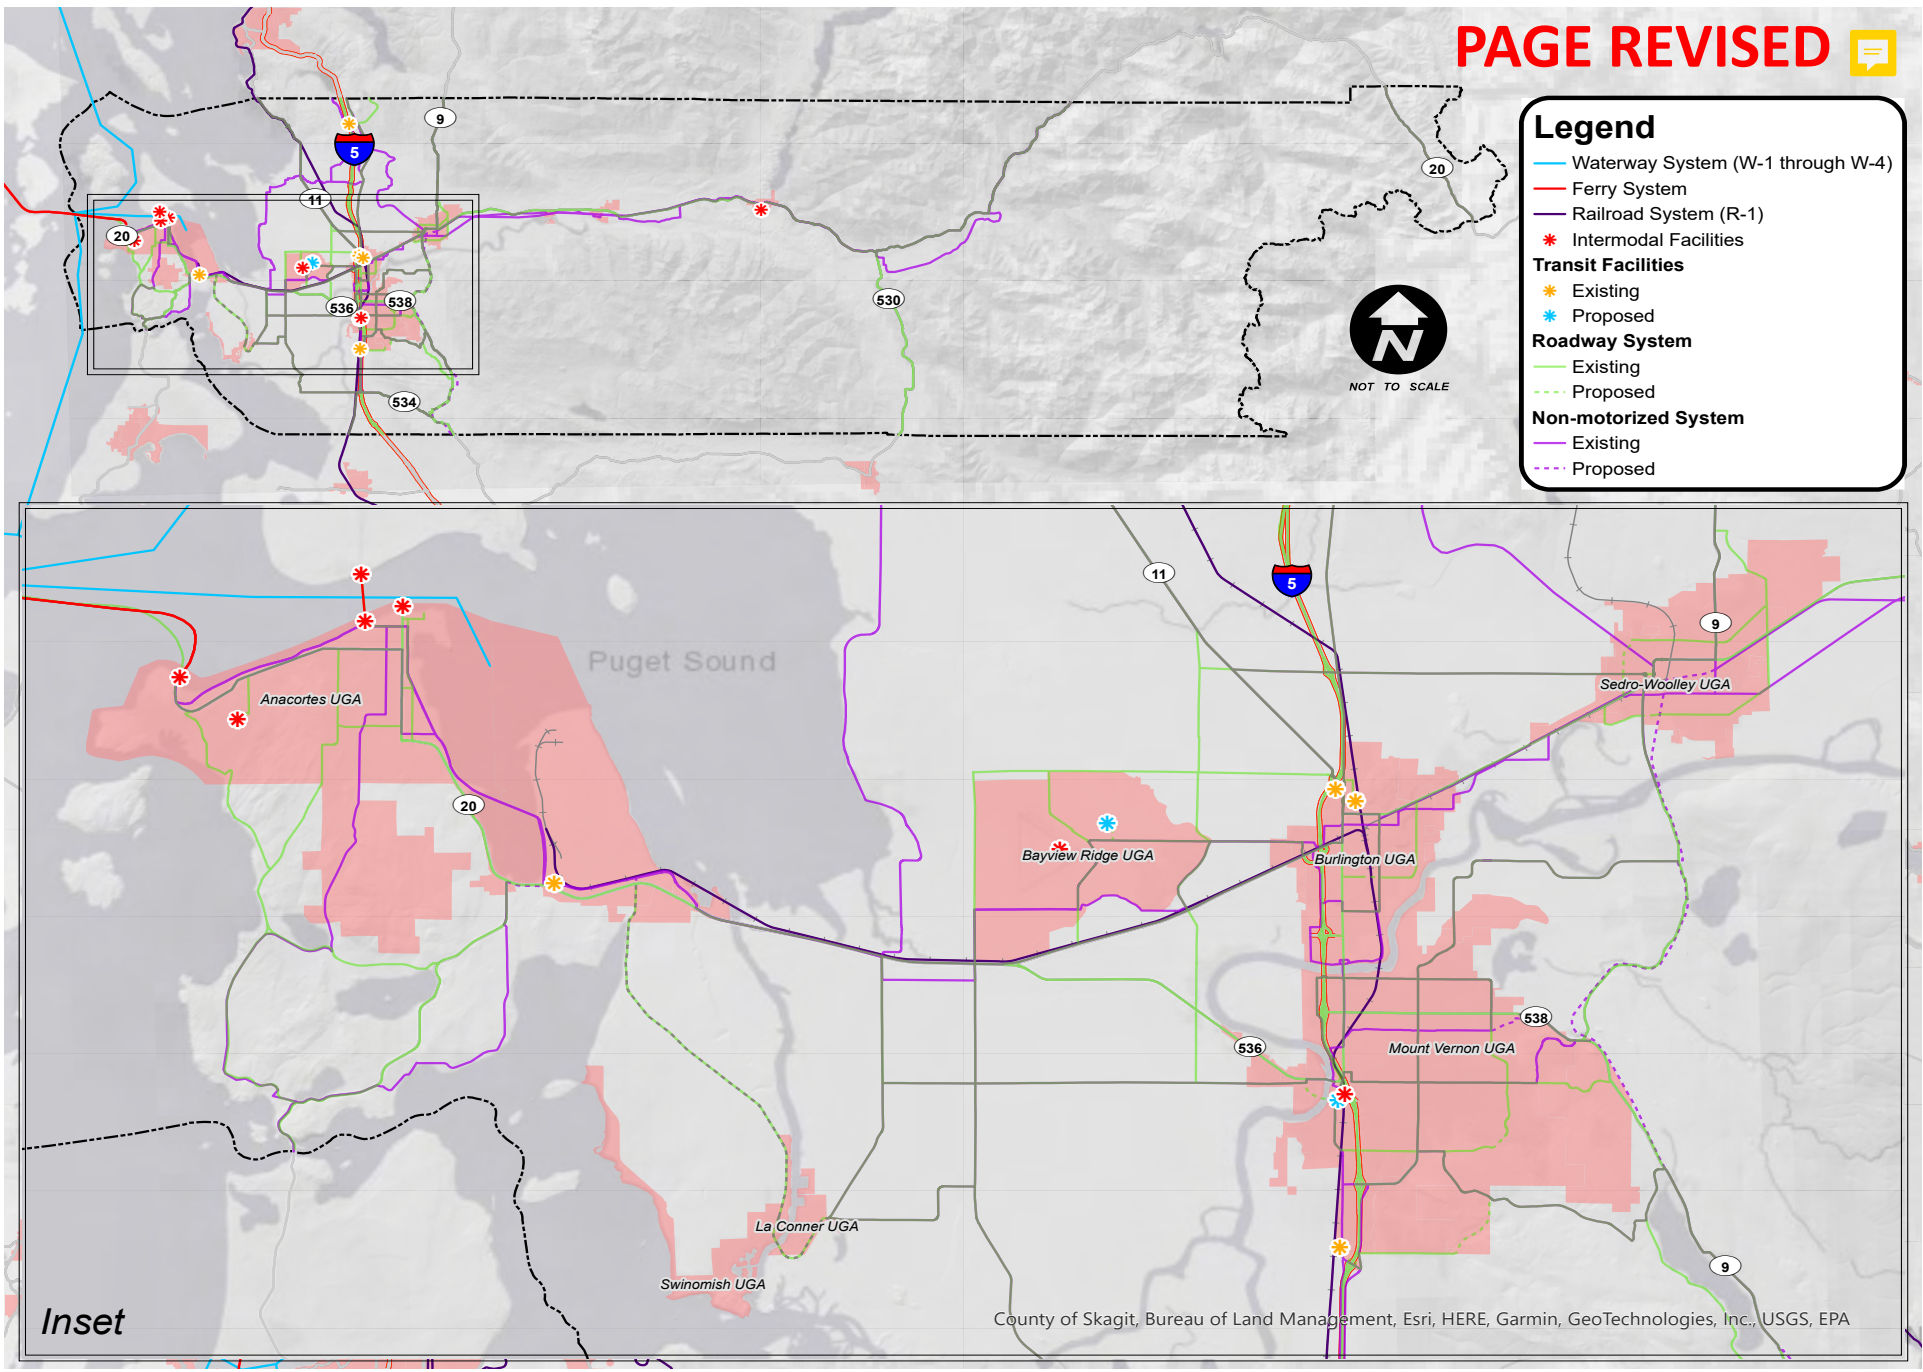 PAGE REVISED
Legend
Waterway System (W-1 through W-4)
Ferry System
Railroad System (R-1)
Intermodal Facilities
Transit Facilities
Existing
Proposed
Roadway System
Existing
Proposed
Non-motorized System
Existing
Proposed
9
5
11
20
20
536
538
530
534
N
NOT TO SCALE
11
5
9
Puget Sound
Anacortes UGA
Sedro-Woolley UGA
20
Bayview Ridge UGA
Burlington UGA
538
536
Mount Vernon UGA
La Conner UGA
Swinomish UGA
9
Inset
County of Skagit, Bureau of Land Management, Esri, HERE, Garmin, GeoTechnologies, Inc., USGS, EPA